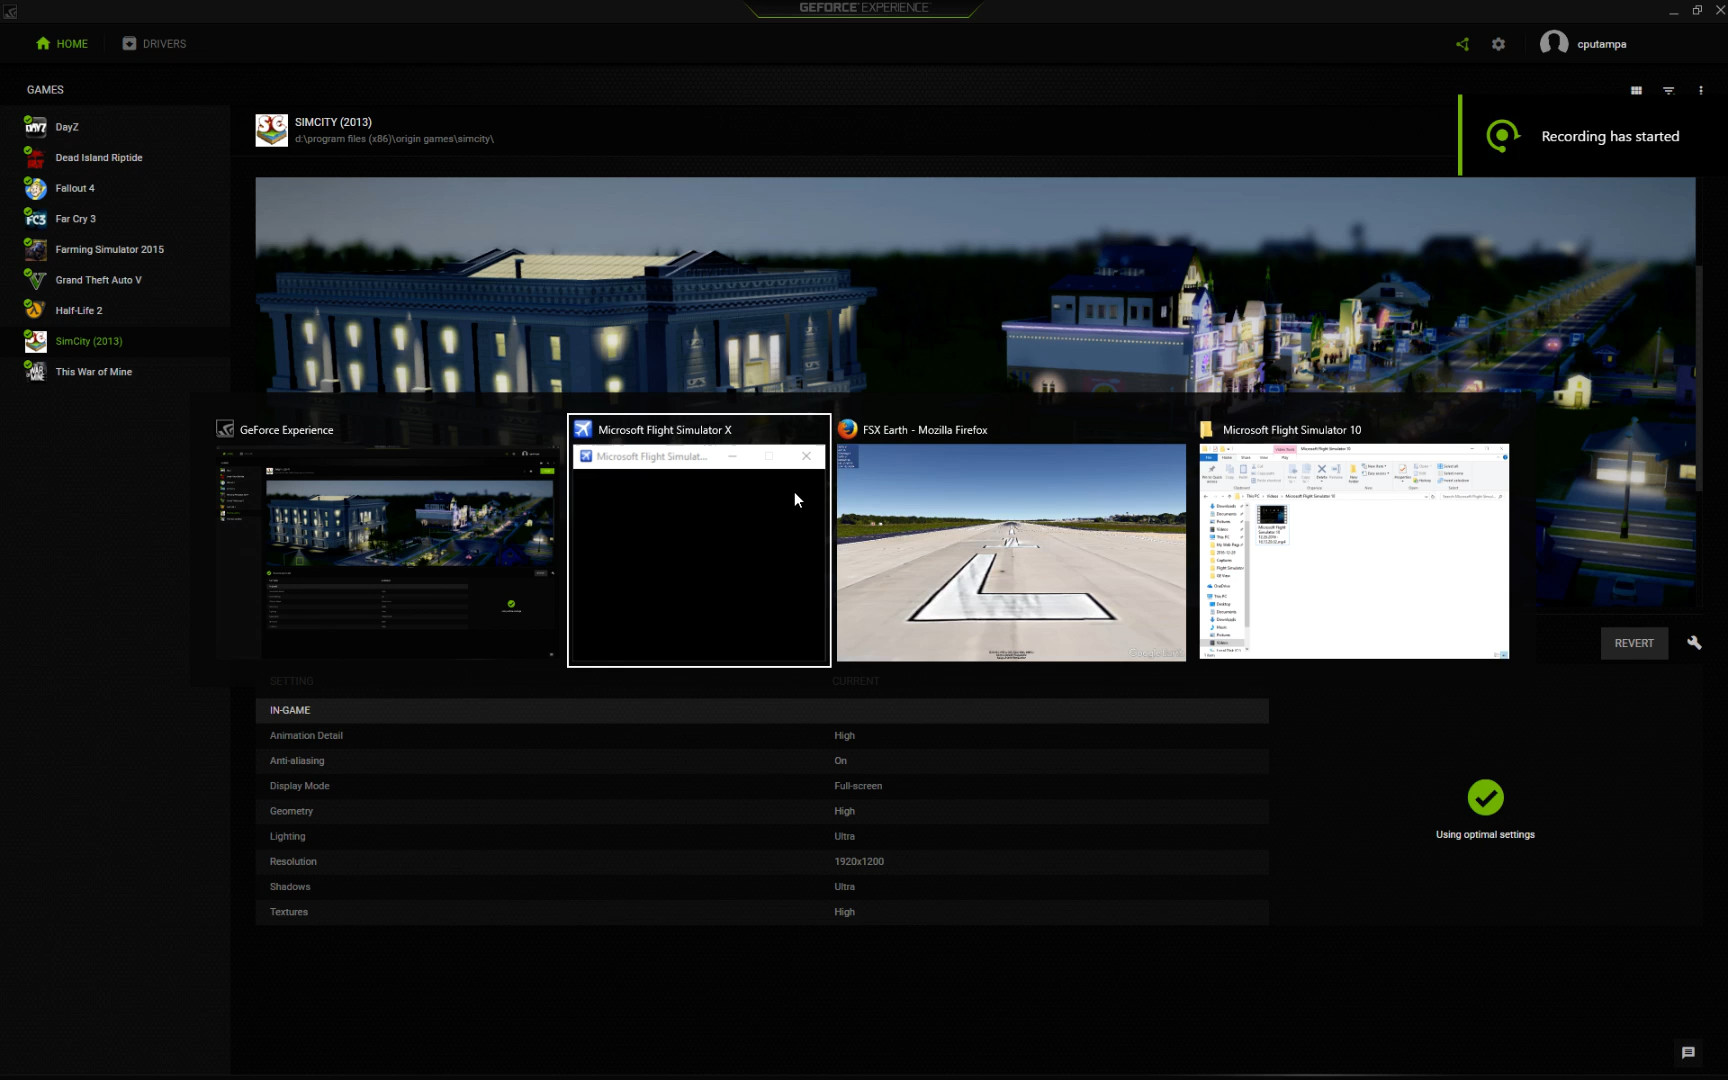 GEFORCE EXPERIENCE
HOME
DRIVERS
cputampa
GAMES
DayZ
Dead Island Riptide
Fallout 4
Far Cry 3
Farming Simulator 2015
Grand Theft Auto V
Half-Life 2
SimCity (2013)
This War of Mine
SIMCITY (2013)
d:\program files (x86)\origin games\simcity\
Recording has started
GeForce Experience
Microsoft Flight Simulator X
Microsoft Flight Simulat...
FSX Earth - Mozilla Firefox
Microsoft Flight Simulator 10
REVERT
SETTING CURRENT
IN-GAME
Animation Detail High
Anti-aliasing On
Display Mode Full-screen
Geometry High
Lighting Ultra
Resolution 1920x1200
Shadows Ultra
Textures High
Using optimal settings